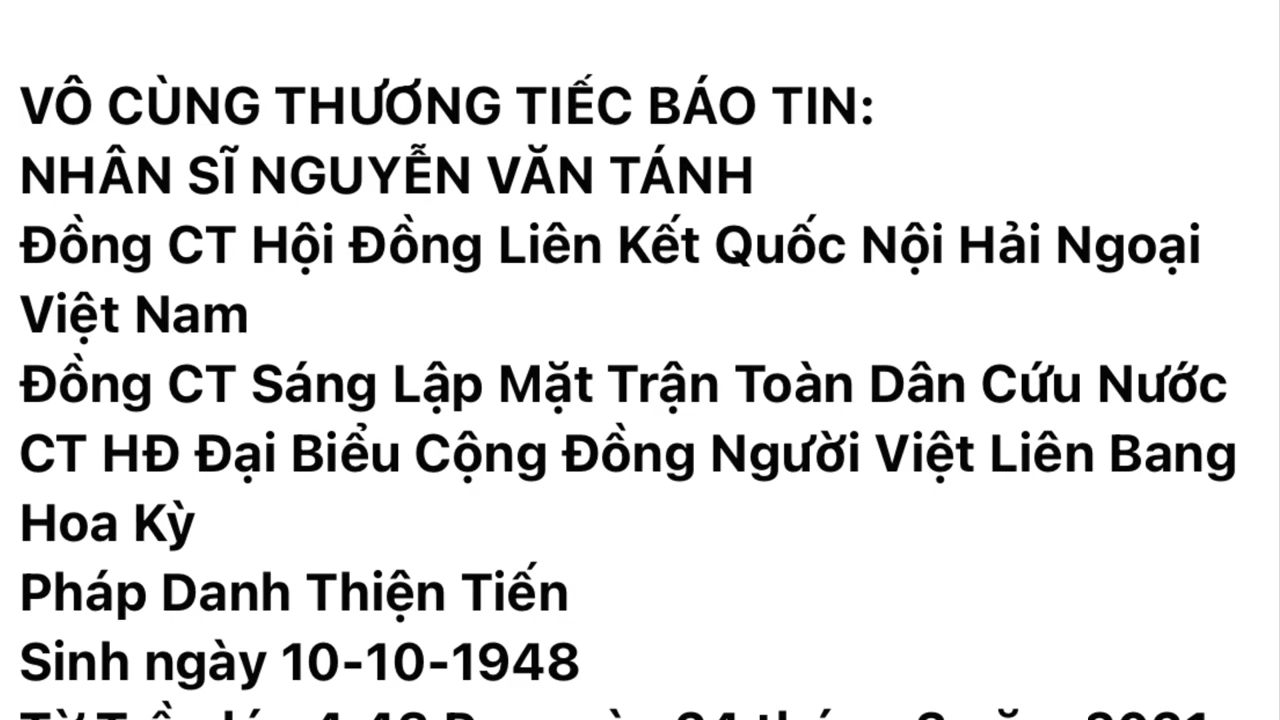 VÔ CÙNG THƯƠNG TIẾC BÁO TIN:
NHÂN SĨ NGUYỄN VĂN TÁNH
Đồng CT Hội Đồng Liên Kết Quốc Nội Hải Ngoại
Việt Nam
Đồng CT Sáng Lập Mặt Trận Toàn Dân Cứu Nước
CT HĐ Đại Biểu Cộng Đồng Người Việt Liên Bang
Hoa Kỳ
Pháp Danh Thiện Tiến
Sinh ngày 10-10-1948